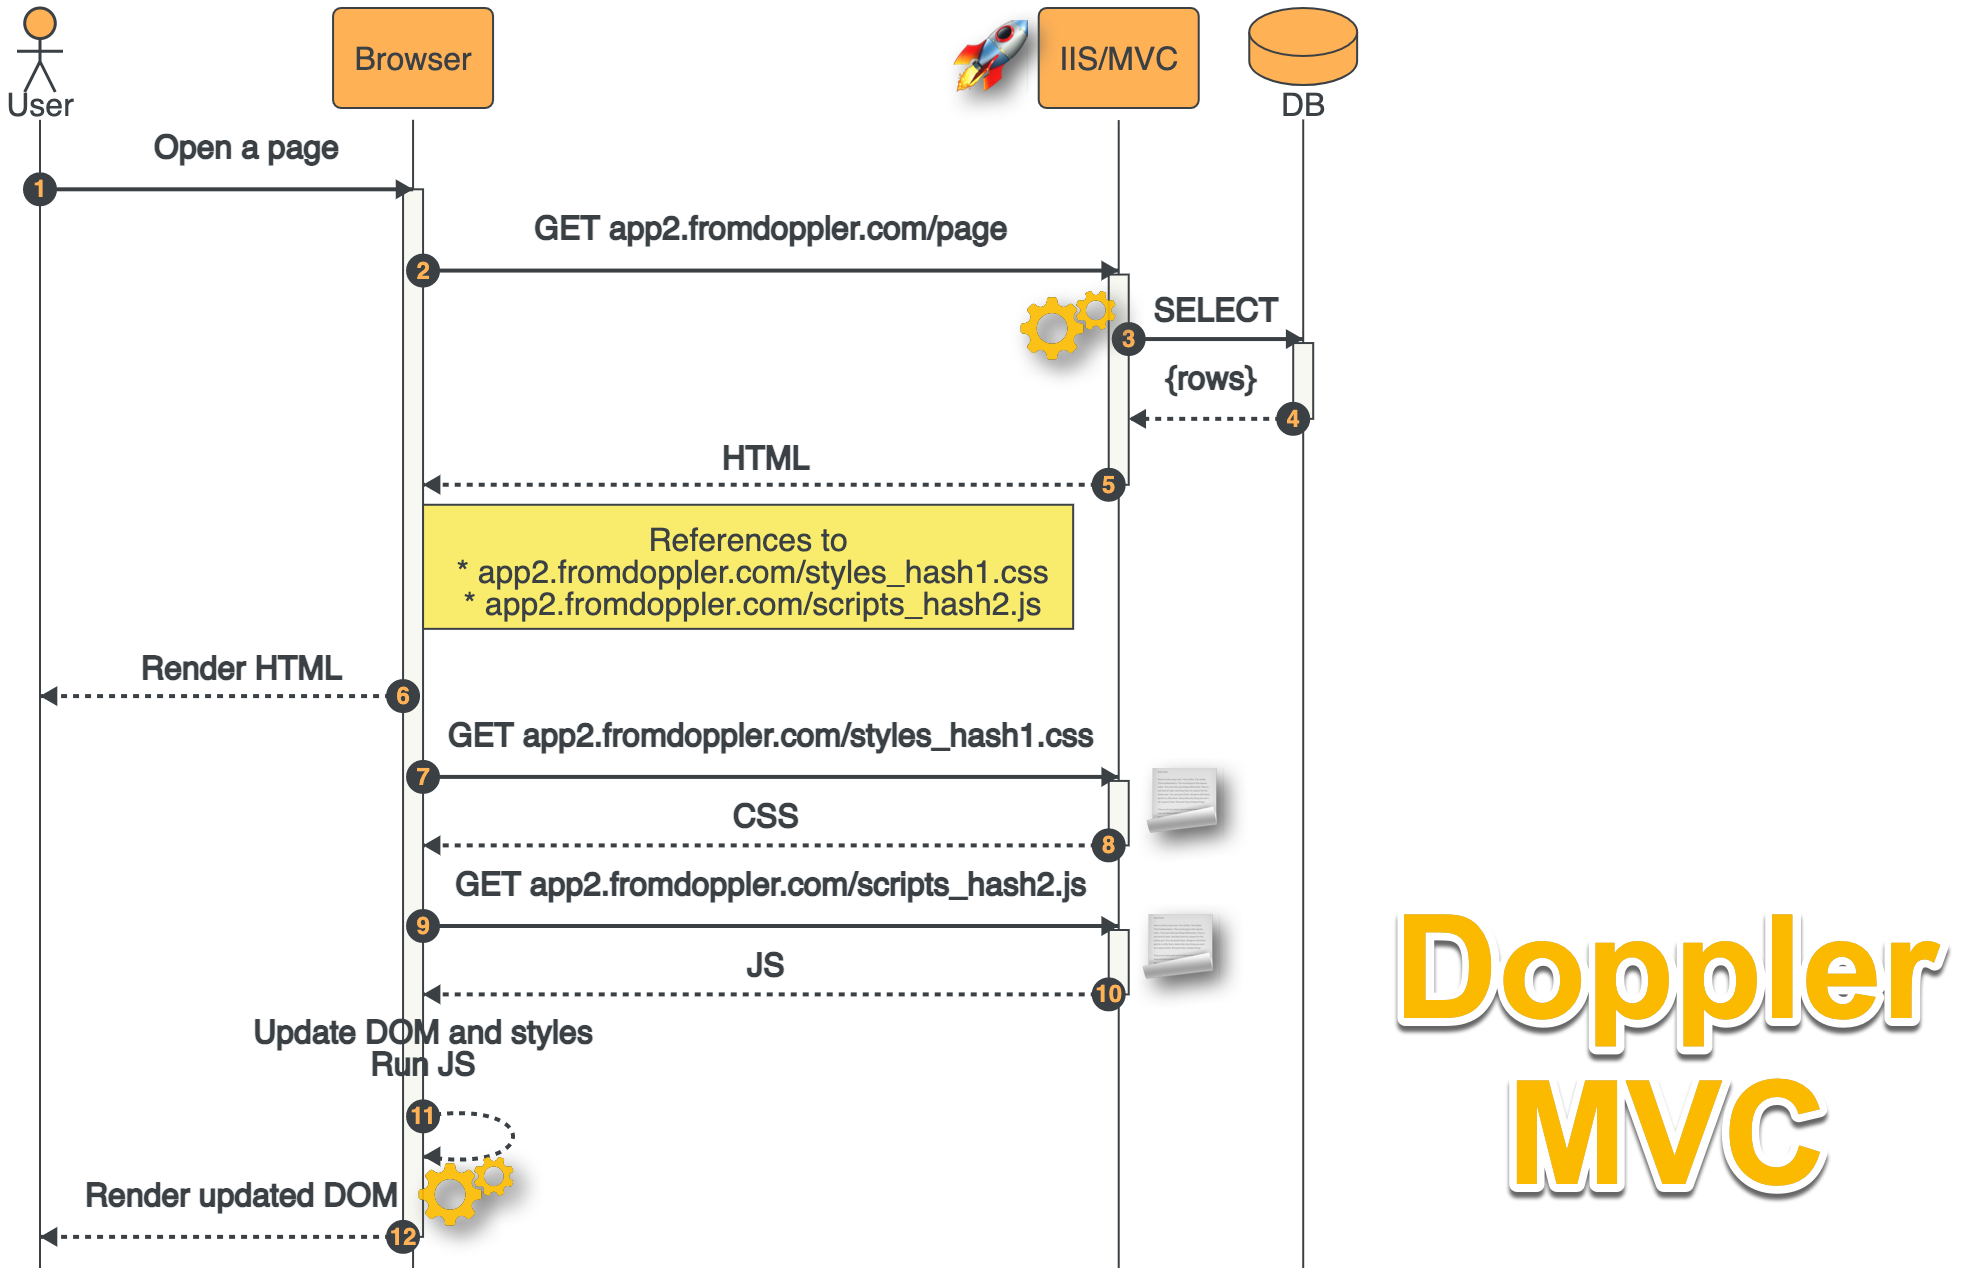 User
Browser
IIS/MVC
DB
Open a page
1
GET app2.fromdoppler.com/page
2
SELECT
3
{rows}
4
HTML
5
References to
* app2.fromdoppler.com/styles_hash1.css
* app2.fromdoppler.com/scripts_hash2.js
Render HTML
6
GET app2.fromdoppler.com/styles_hash1.css
7
CSS
8
GET app2.fromdoppler.com/scripts_hash2.js
9
JS
10
Update DOM and styles
Run JS
11
Render updated DOM
12
Doppler
MVC